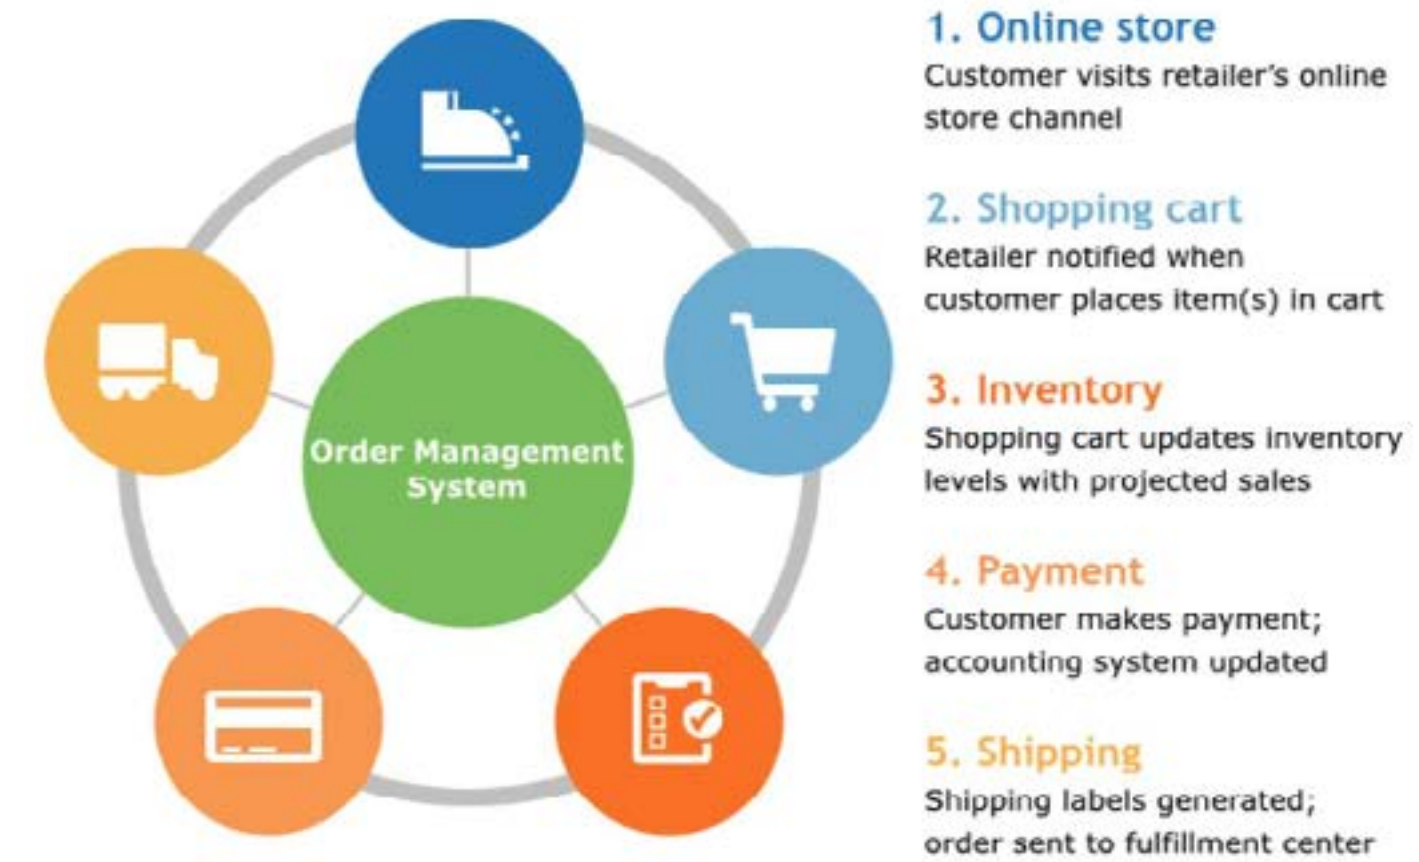 Order Management
System
1. Online store
Customer visits retailer’s online
store channel
2. Shopping cart
Retailer notified when
customer places item(s) in cart
3. Inventory
Shopping cart updates inventory
levels with projected sales
4. Payment
Customer makes payment;
accounting system updated
5. Shipping
Shipping labels generated;
order sent to fulfillment center